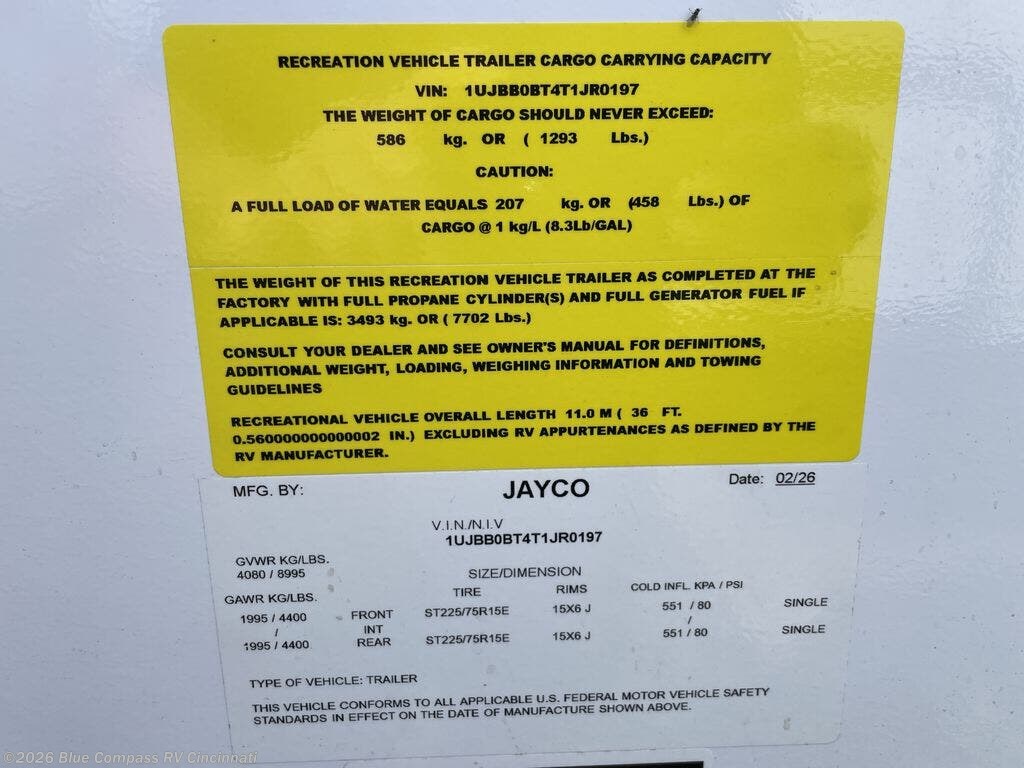 RECREATION VEHICLE TRAILER CARGO CARRYING CAPACITY
VIN: 1UJBB0BT4T1JR0197
THE WEIGHT OF CARGO SHOULD NEVER EXCEED:
586 kg. OR ( 1293 Lbs.)
CAUTION:
A FULL LOAD OF WATER EQUALS 207 kg. OR (458 Lbs.) OF
CARGO @ 1 kg/L (8.3Lb/GAL)
THE WEIGHT OF THIS RECREATION VEHICLE TRAILER AS COMPLETED AT THE
FACTORY WITH FULL PROPANE CYLINDER(S) AND FULL GENERATOR FUEL IF
APPLICABLE IS: 3493 kg. OR ( 7702 Lbs.)
CONSULT YOUR DEALER AND SEE OWNER'S MANUAL FOR DEFINITIONS,
ADDITIONAL WEIGHT, LOADING, WEIGHING INFORMATION AND TOWING
GUIDELINES
RECREATIONAL VEHICLE OVERALL LENGTH 11.0 M ( 36 FT.
0.560000000000002 IN.) EXCLUDING RV APPURTENANCES AS DEFINED BY THE
RV MANUFACTURER.
MFG. BY: JAYCO Date: 02/26
V.I.N./N.I.V
1UJBB0BT4T1JR0197
GVWR KG/LBS.
4080 / 8995
SIZE/DIMENSION
GAWR KG/LBS. TIRE RIMS COLD INFL. KPA / PSI
1995 / 4400 FRONT ST225/75R15E 15X6 J 551 / 80 SINGLE
/ INT /
1995 / 4400 REAR ST225/75R15E 15X6 J 551 / 80 SINGLE
TYPE OF VEHICLE: TRAILER
THIS VEHICLE CONFORMS TO ALL APPLICABLE U.S. FEDERAL MOTOR VEHICLE SAFETY
STANDARDS IN EFFECT ON THE DATE OF MANUFACTURE SHOWN ABOVE.
©2026 Blue Compass RV Cincinnati